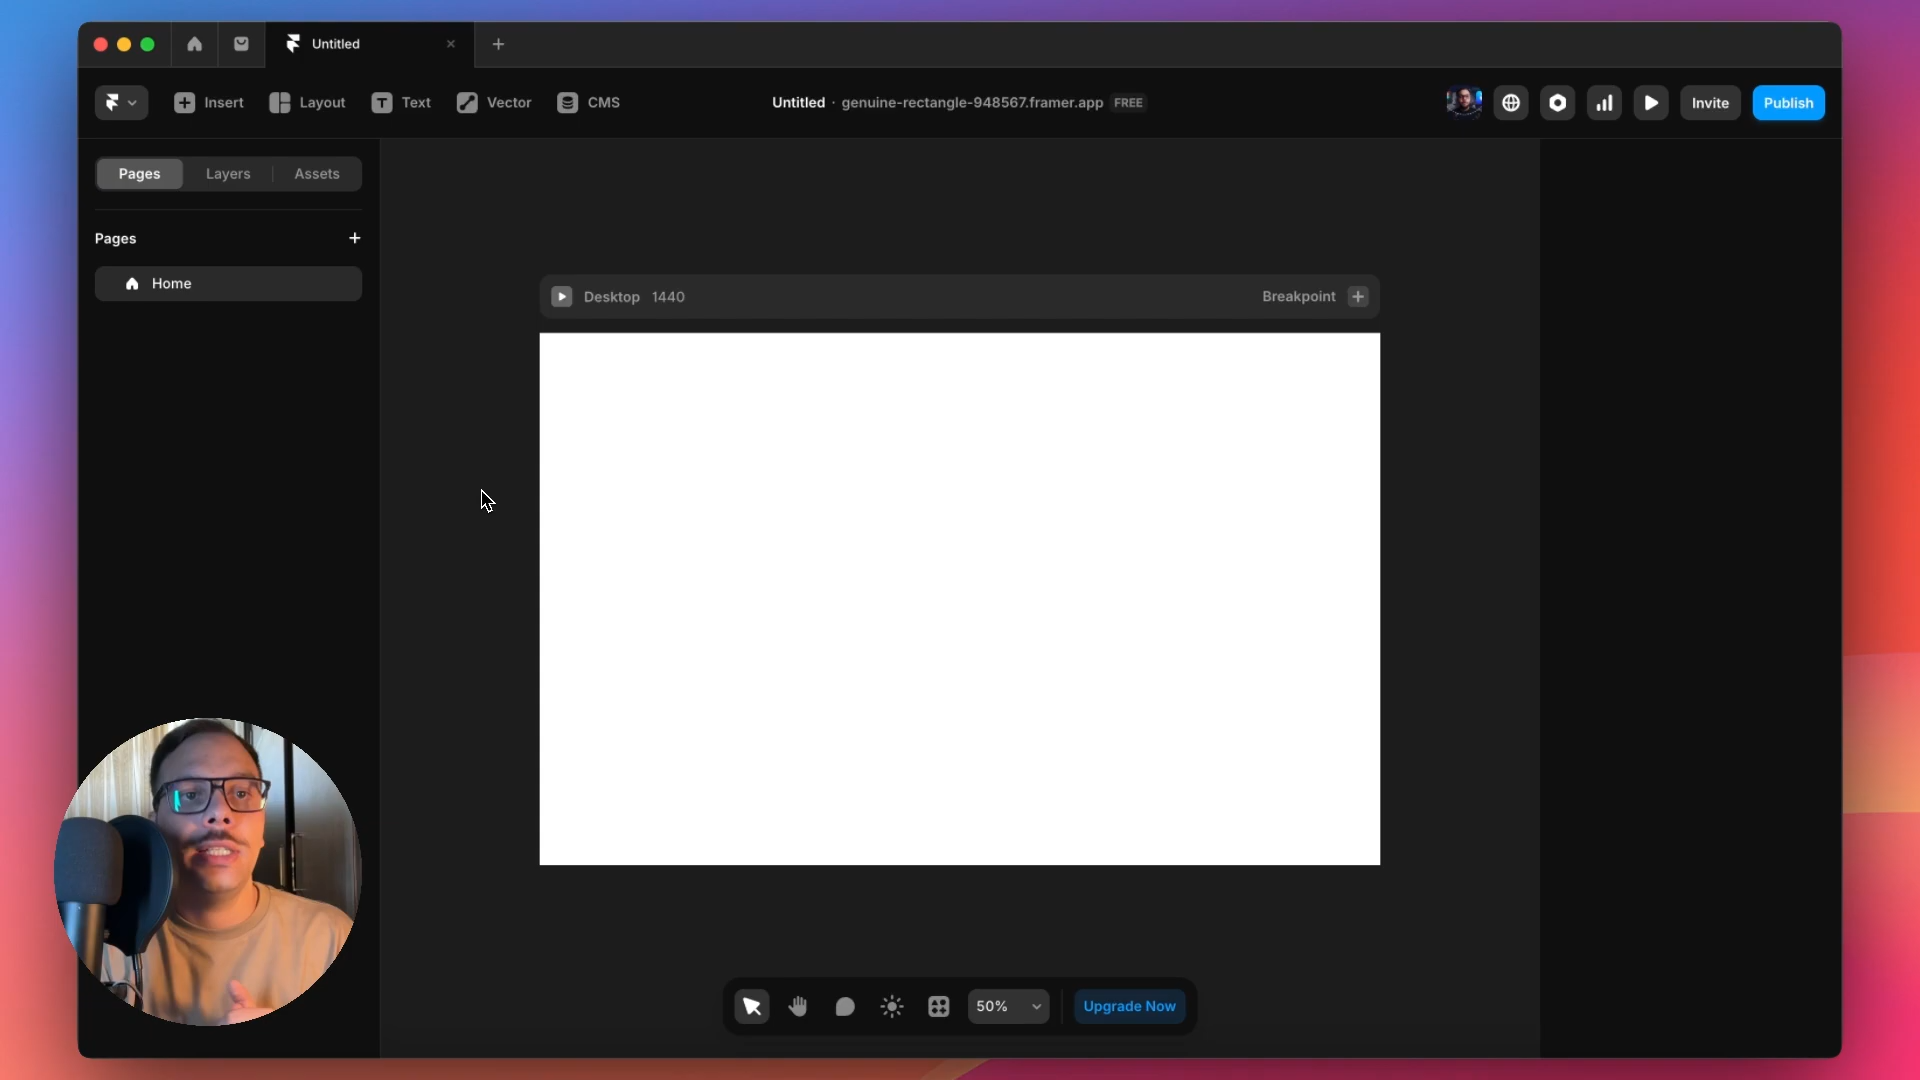 Untitled
Insert
Layout
Text
Vector
CMS
Untitled · genuine-rectangle-948567.framer.app FREE
Invite
Publish
Pages
Layers
Assets
Pages
Home
Desktop 1440
Breakpoint
50%
Upgrade Now